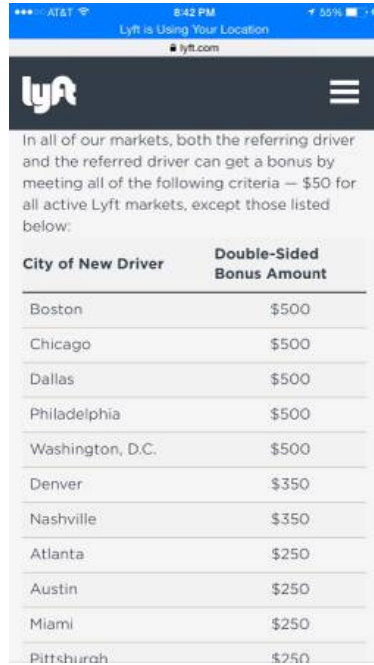 AT&T 8:42 PM 55%
Lyft is Using Your Location
lyft.com
lyft
In all of our markets, both the referring driver
and the referred driver can get a bonus by
meeting all of the following criteria — $50 for
all active Lyft markets, except those listed
below:
City of New Driver Double-Sided Bonus Amount
Boston $500
Chicago $500
Dallas $500
Philadelphia $500
Washington, D.C. $500
Denver $350
Nashville $350
Atlanta $250
Austin $250
Miami $250
Pittsburgh $250